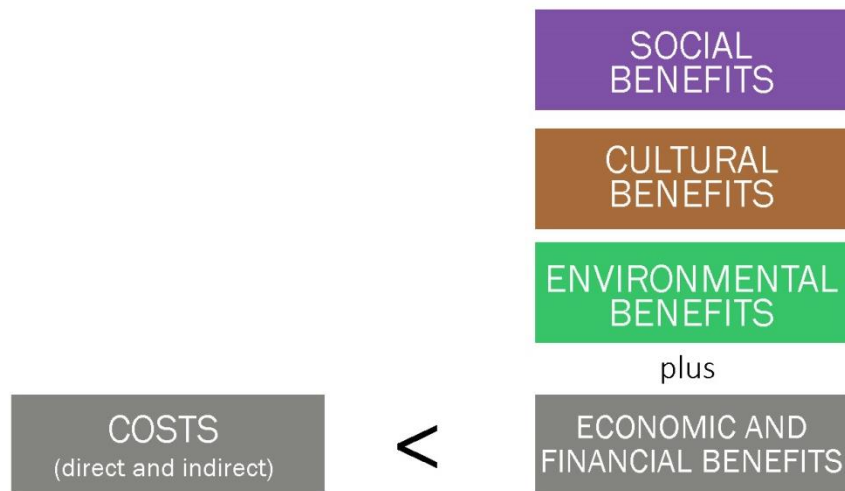 SOCIAL
BENEFITS
CULTURAL
BENEFITS
ENVIRONMENTAL
BENEFITS
plus
COSTS
(direct and indirect)
<
ECONOMIC AND
FINANCIAL BENEFITS